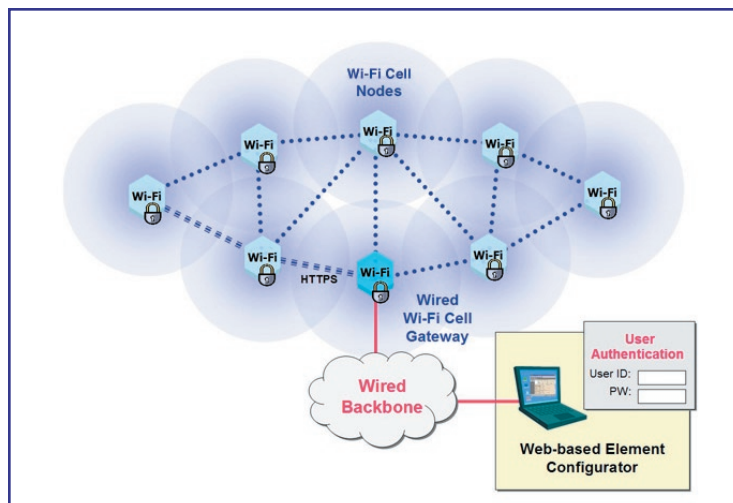 Wi-Fi Cell
Nodes
Wi-Fi
Wi-Fi
Wi-Fi
Wi-Fi
Wi-Fi
Wi-Fi
Wi-Fi
Wi-Fi
HTTPS
Wired
Wi-Fi Cell
Gateway
Wired
Backbone
User
Authentication
User ID:
PW:
Web-based Element
Configurator